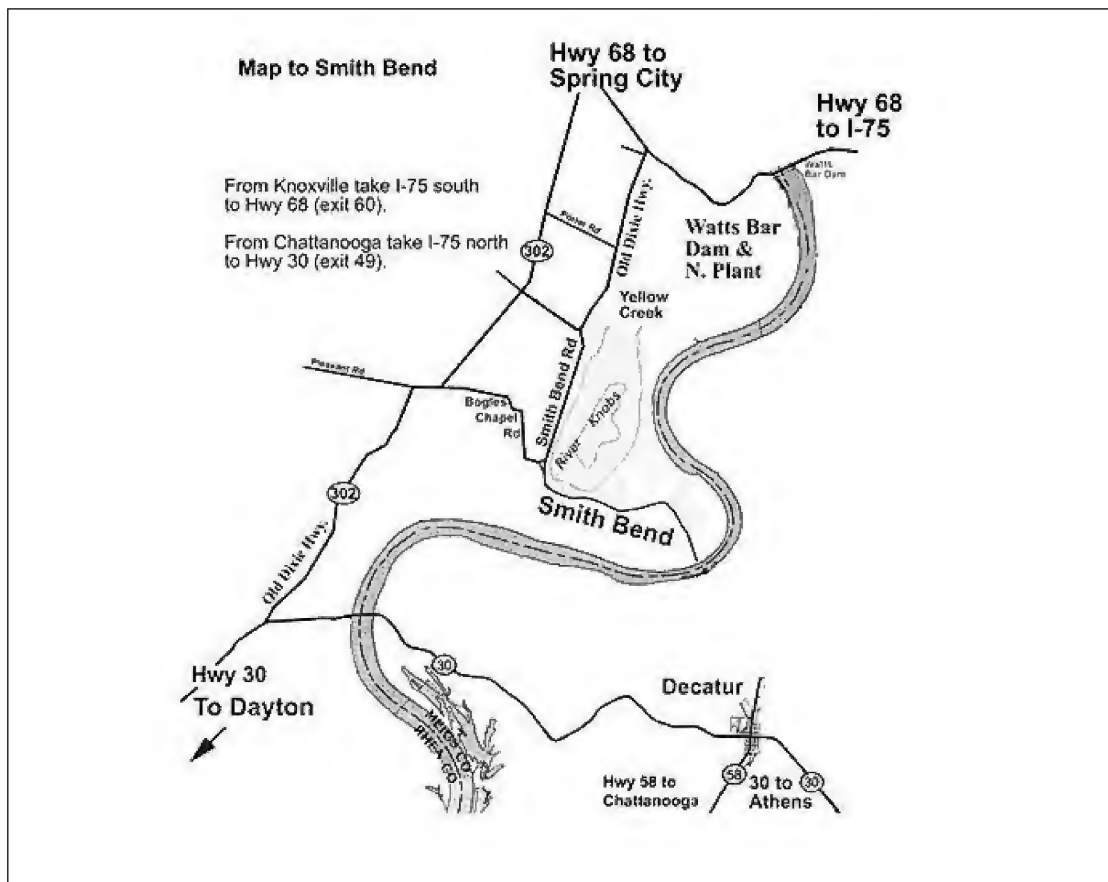 Map to Smith Bend
Hwy 68 to
Spring City
Hwy 68
to I-75
Watts
Bar Dam
From Knoxville take I-75 south
to Hwy 68 (exit 60).
From Chattanooga take I-75 north
to Hwy 30 (exit 49).
302
Old Dixie Hwy.
Watts Bar
Dam &
N. Plant
Yellow
Creek
Smith Bend Rd
Pleasant Rd
Bogles
Chapel
Rd
River Knobs
302
Smith Bend
Old Dixie Hwy.
Hwy 30
To Dayton
30
MEIGS CO.
RHEA CO.
Decatur
58
Hwy 58 to
Chattanooga
30 to
Athens
30